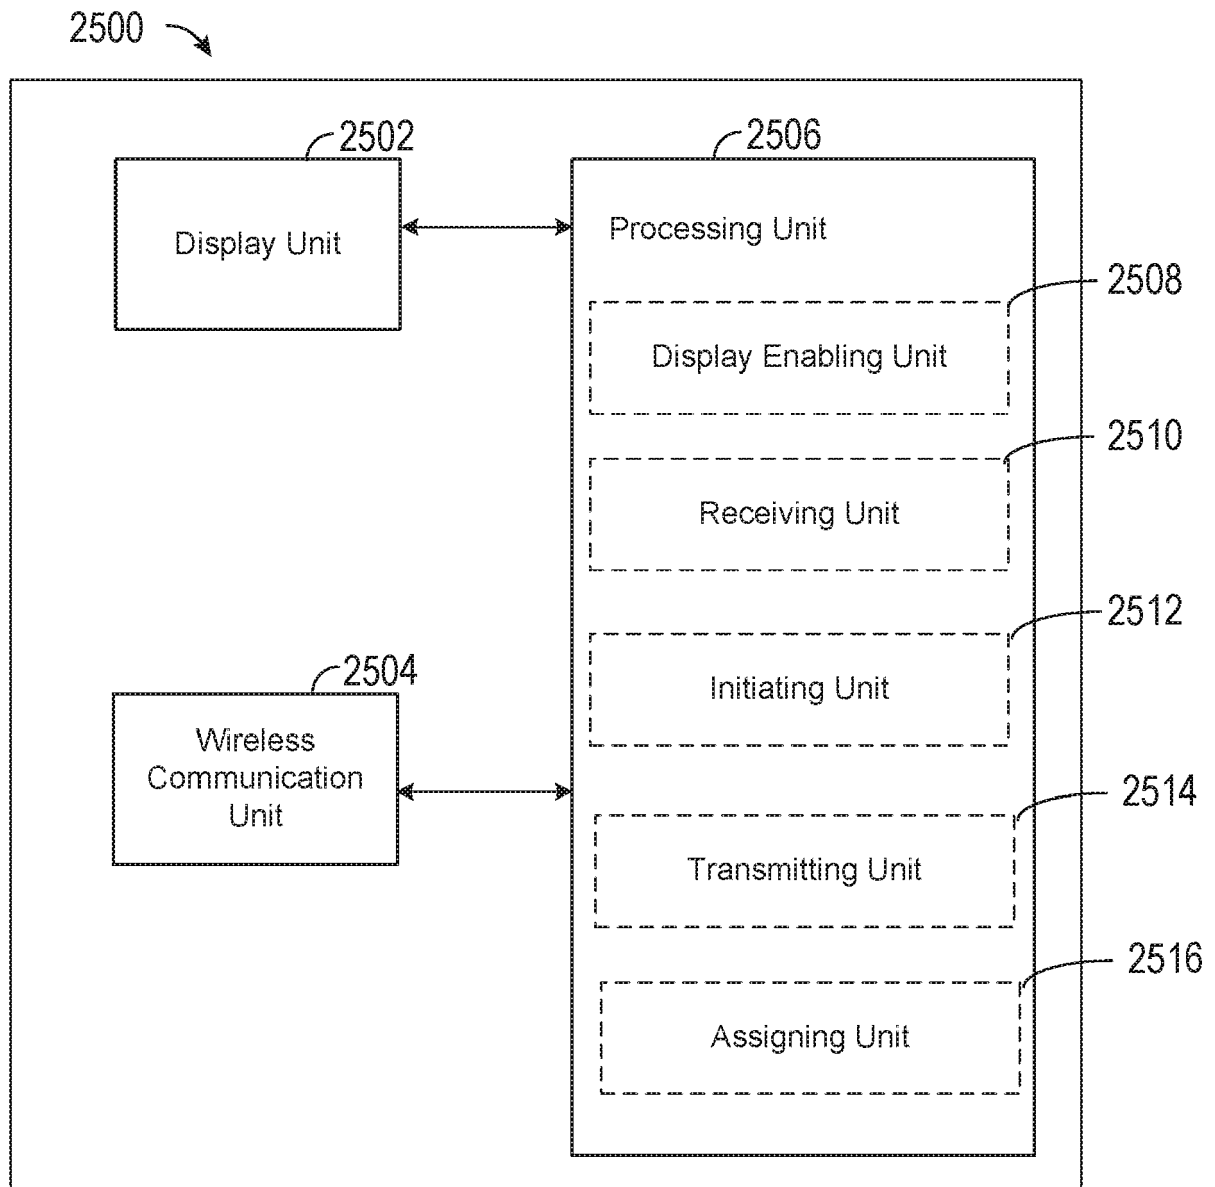 2500
2502
2506
Display Unit
Processing Unit
2508
Display Enabling Unit
2510
Receiving Unit
2512
2504
Initiating Unit
Wireless
Communication
Unit
2514
Transmitting Unit
2516
Assigning Unit